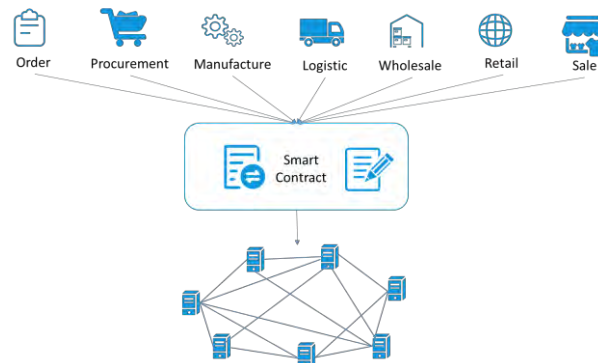 Order
Procurement
Manufacture
Logistic
Wholesale
Retail
Sale
Smart
Contract